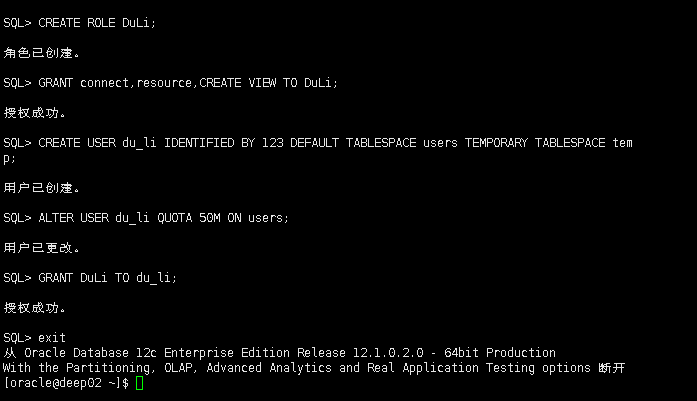 SQL> CREATE ROLE DuLi;
角色已创建。
SQL> GRANT connect,resource,CREATE VIEW TO DuLi;
授权成功。
SQL> CREATE USER du_li IDENTIFIED BY 123 DEFAULT TABLESPACE users TEMPORARY TABLESPACE tem
p;
用户已创建。
SQL> ALTER USER du_li QUOTA 50M ON users;
用户已更改。
SQL> GRANT DuLi TO du_li;
授权成功。
SQL> exit
从 Oracle Database 12c Enterprise Edition Release 12.1.0.2.0 - 64bit Production
With the Partitioning, OLAP, Advanced Analytics and Real Application Testing options 断开
[oracle@deep02 ~]$